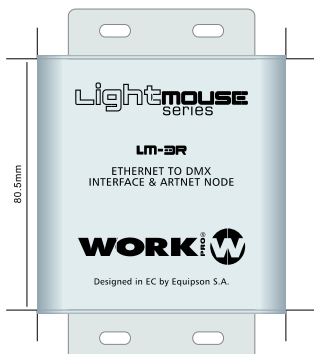 Lightmouse
series
LM-3R
ETHERNET TO DMX
INTERFACE & ARTNET NODE
80.5mm
WORK PRO® W
Designed in EC by Equipson S.A.